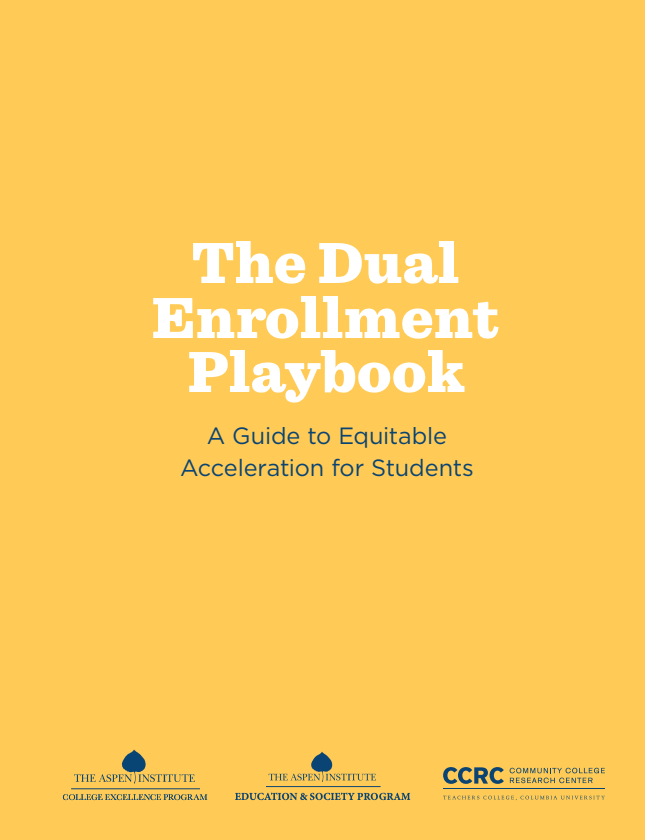 The Dual
Enrollment
Playbook
A Guide to Equitable
Acceleration for Students
THE ASPEN INSTITUTE
COLLEGE EXCELLENCE PROGRAM
THE ASPEN INSTITUTE
EDUCATION & SOCIETY PROGRAM
CCRC COMMUNITY COLLEGE
RESEARCH CENTER
TEACHERS COLLEGE, COLUMBIA UNIVERSITY